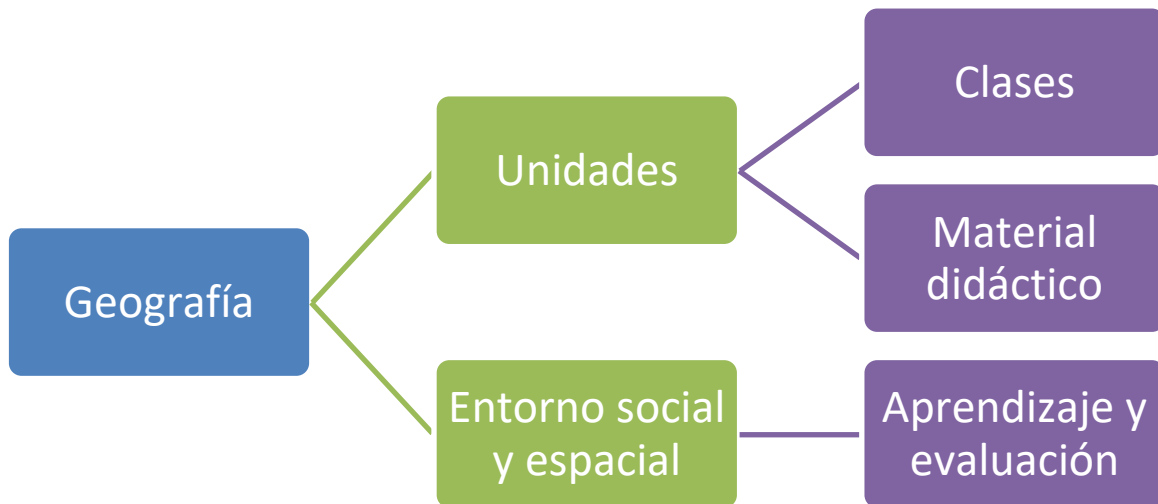 Geografía
Unidades
Clases
Material
didáctico
Entorno social
y espacial
Aprendizaje y
evaluación